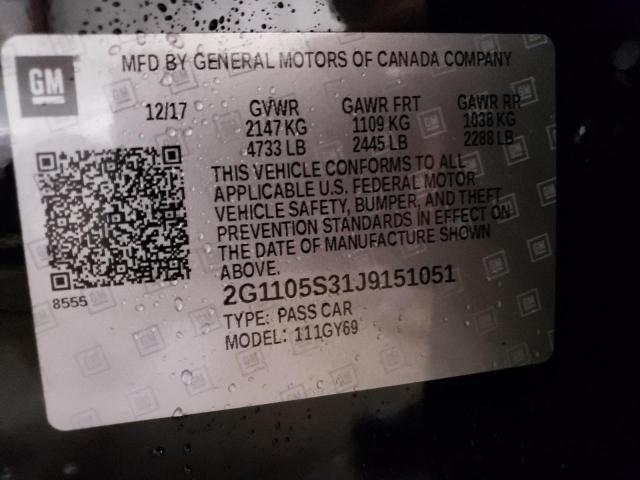 GM
MFD BY GENERAL MOTORS OF CANADA COMPANY
12/17 GVWR GAWR FRT GAWR RR
2147 KG 1109 KG 1038 KG
4733 LB 2445 LB 2288 LB
THIS VEHICLE CONFORMS TO ALL
APPLICABLE U.S. FEDERAL MOTOR
VEHICLE SAFETY, BUMPER, AND THEFT
PREVENTION STANDARDS IN EFFECT ON
THE DATE OF MANUFACTURE SHOWN
ABOVE.
8555
2G1105S31J9151051
TYPE: PASS CAR
MODEL: 111GY69